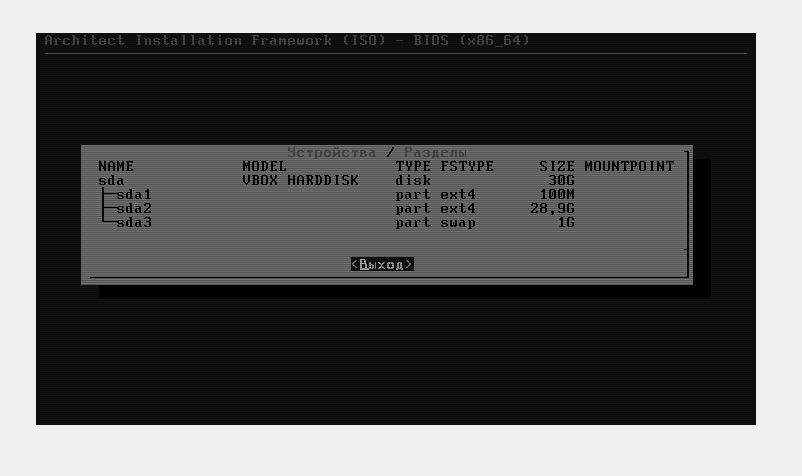 Architect Installation Framework (ISO) - BIOS (x86_64)
Устройства / Разделы
NAME MODEL TYPE FSTYPE SIZE MOUNTPOINT
sda VBOX HARDDISK disk 30G
├─sda1 part ext4 100M
├─sda2 part ext4 28,9G
└─sda3 part swap 1G
<Выход>